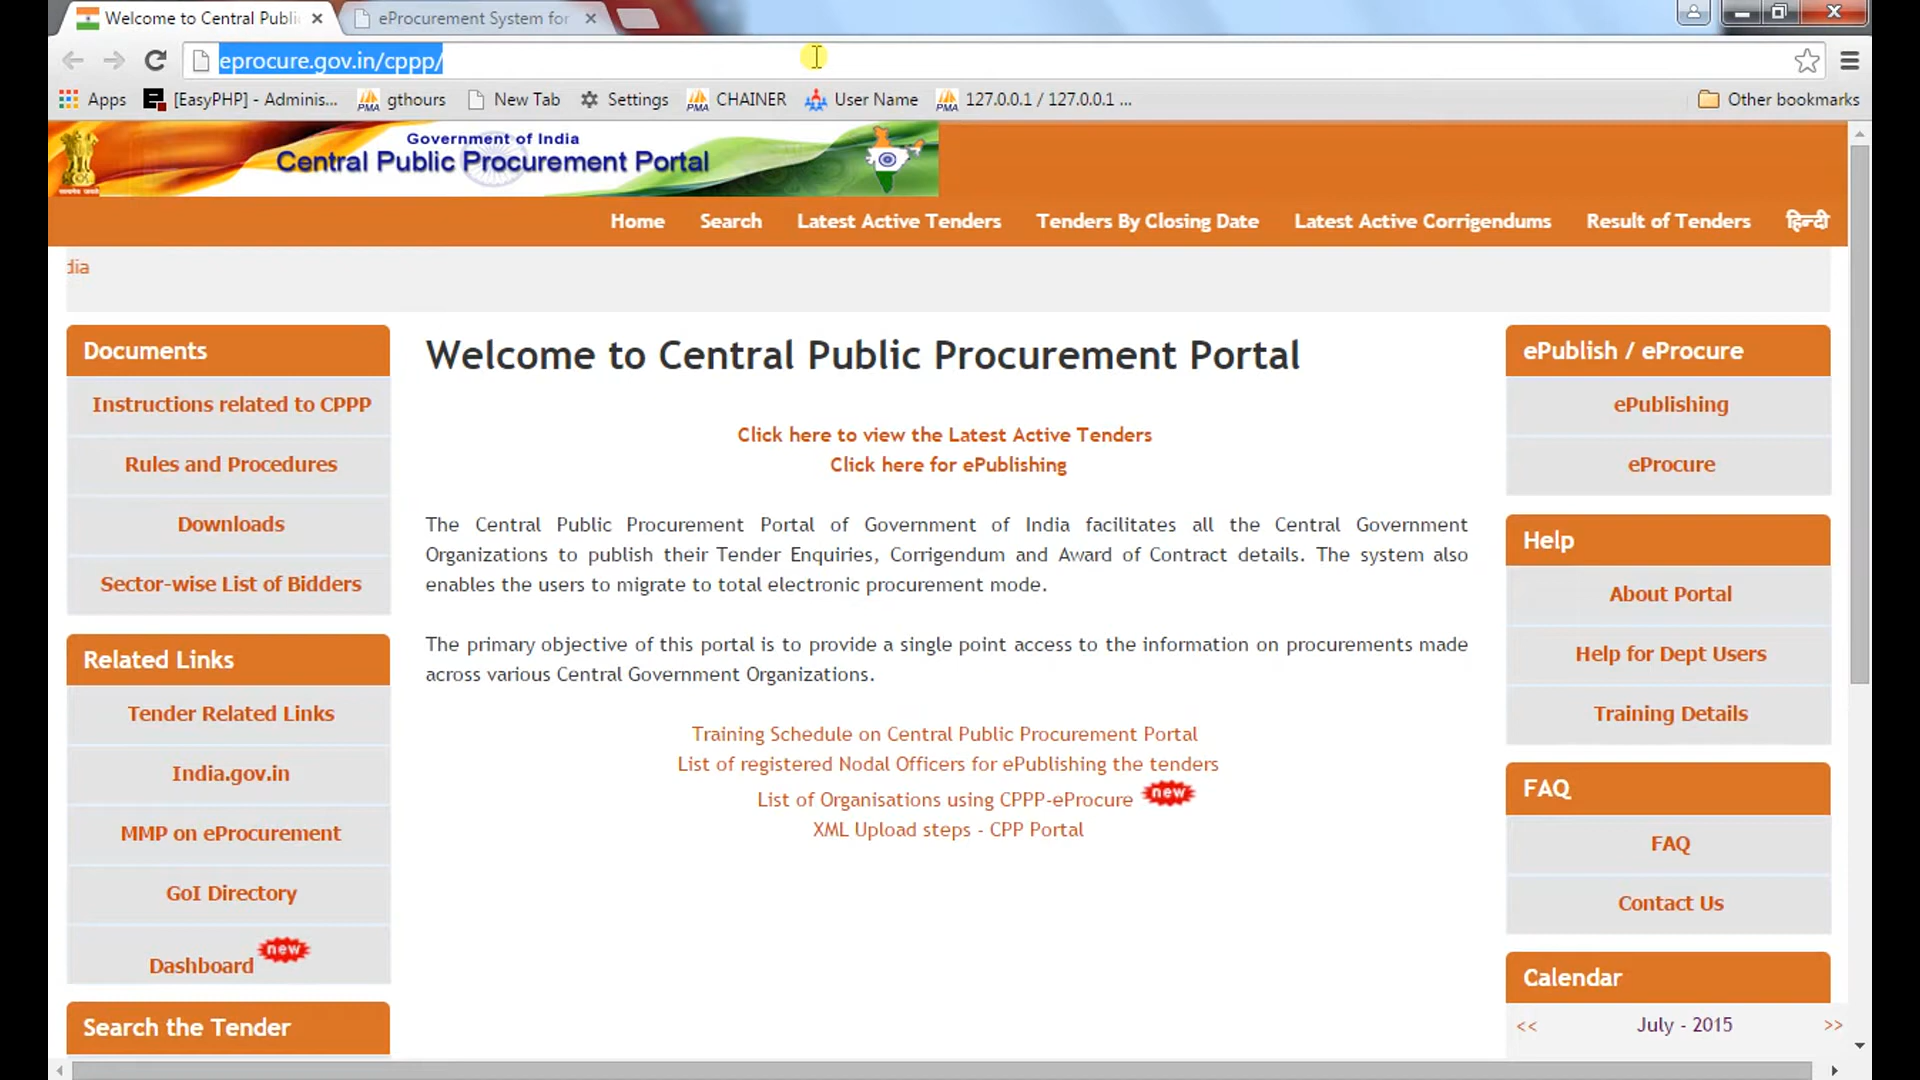 Welcome to Central Publi
eProcurement System for
eprocure.gov.in/cppp/
Apps
[EasyPHP] - Adminis...
PMA
gthours
New Tab
Settings
PMA
CHAINER
User Name
PMA
127.0.0.1 / 127.0.0.1 ...
Other bookmarks
Government of India
Central Public Procurement Portal
सत्यमेव जयते
Home
Search
Latest Active Tenders
Tenders By Closing Date
Latest Active Corrigendums
Result of Tenders
हिन्दी
dia
Documents
Instructions related to CPPP
Rules and Procedures
Downloads
Sector-wise List of Bidders
Related Links
Tender Related Links
India.gov.in
MMP on eProcurement
GoI Directory
Dashboard new
Search the Tender
Welcome to Central Public Procurement Portal
Click here to view the Latest Active Tenders
Click here for ePublishing
The Central Public Procurement Portal of Government of India facilitates all the Central Government
Organizations to publish their Tender Enquiries, Corrigendum and Award of Contract details. The system also
enables the users to migrate to total electronic procurement mode.
The primary objective of this portal is to provide a single point access to the information on procurements made
across various Central Government Organizations.
Training Schedule on Central Public Procurement Portal
List of registered Nodal Officers for ePublishing the tenders
List of Organisations using CPPP-eProcure new
XML Upload steps - CPP Portal
ePublish / eProcure
ePublishing
eProcure
Help
About Portal
Help for Dept Users
Training Details
FAQ
FAQ
Contact Us
Calendar
<< July - 2015 >>